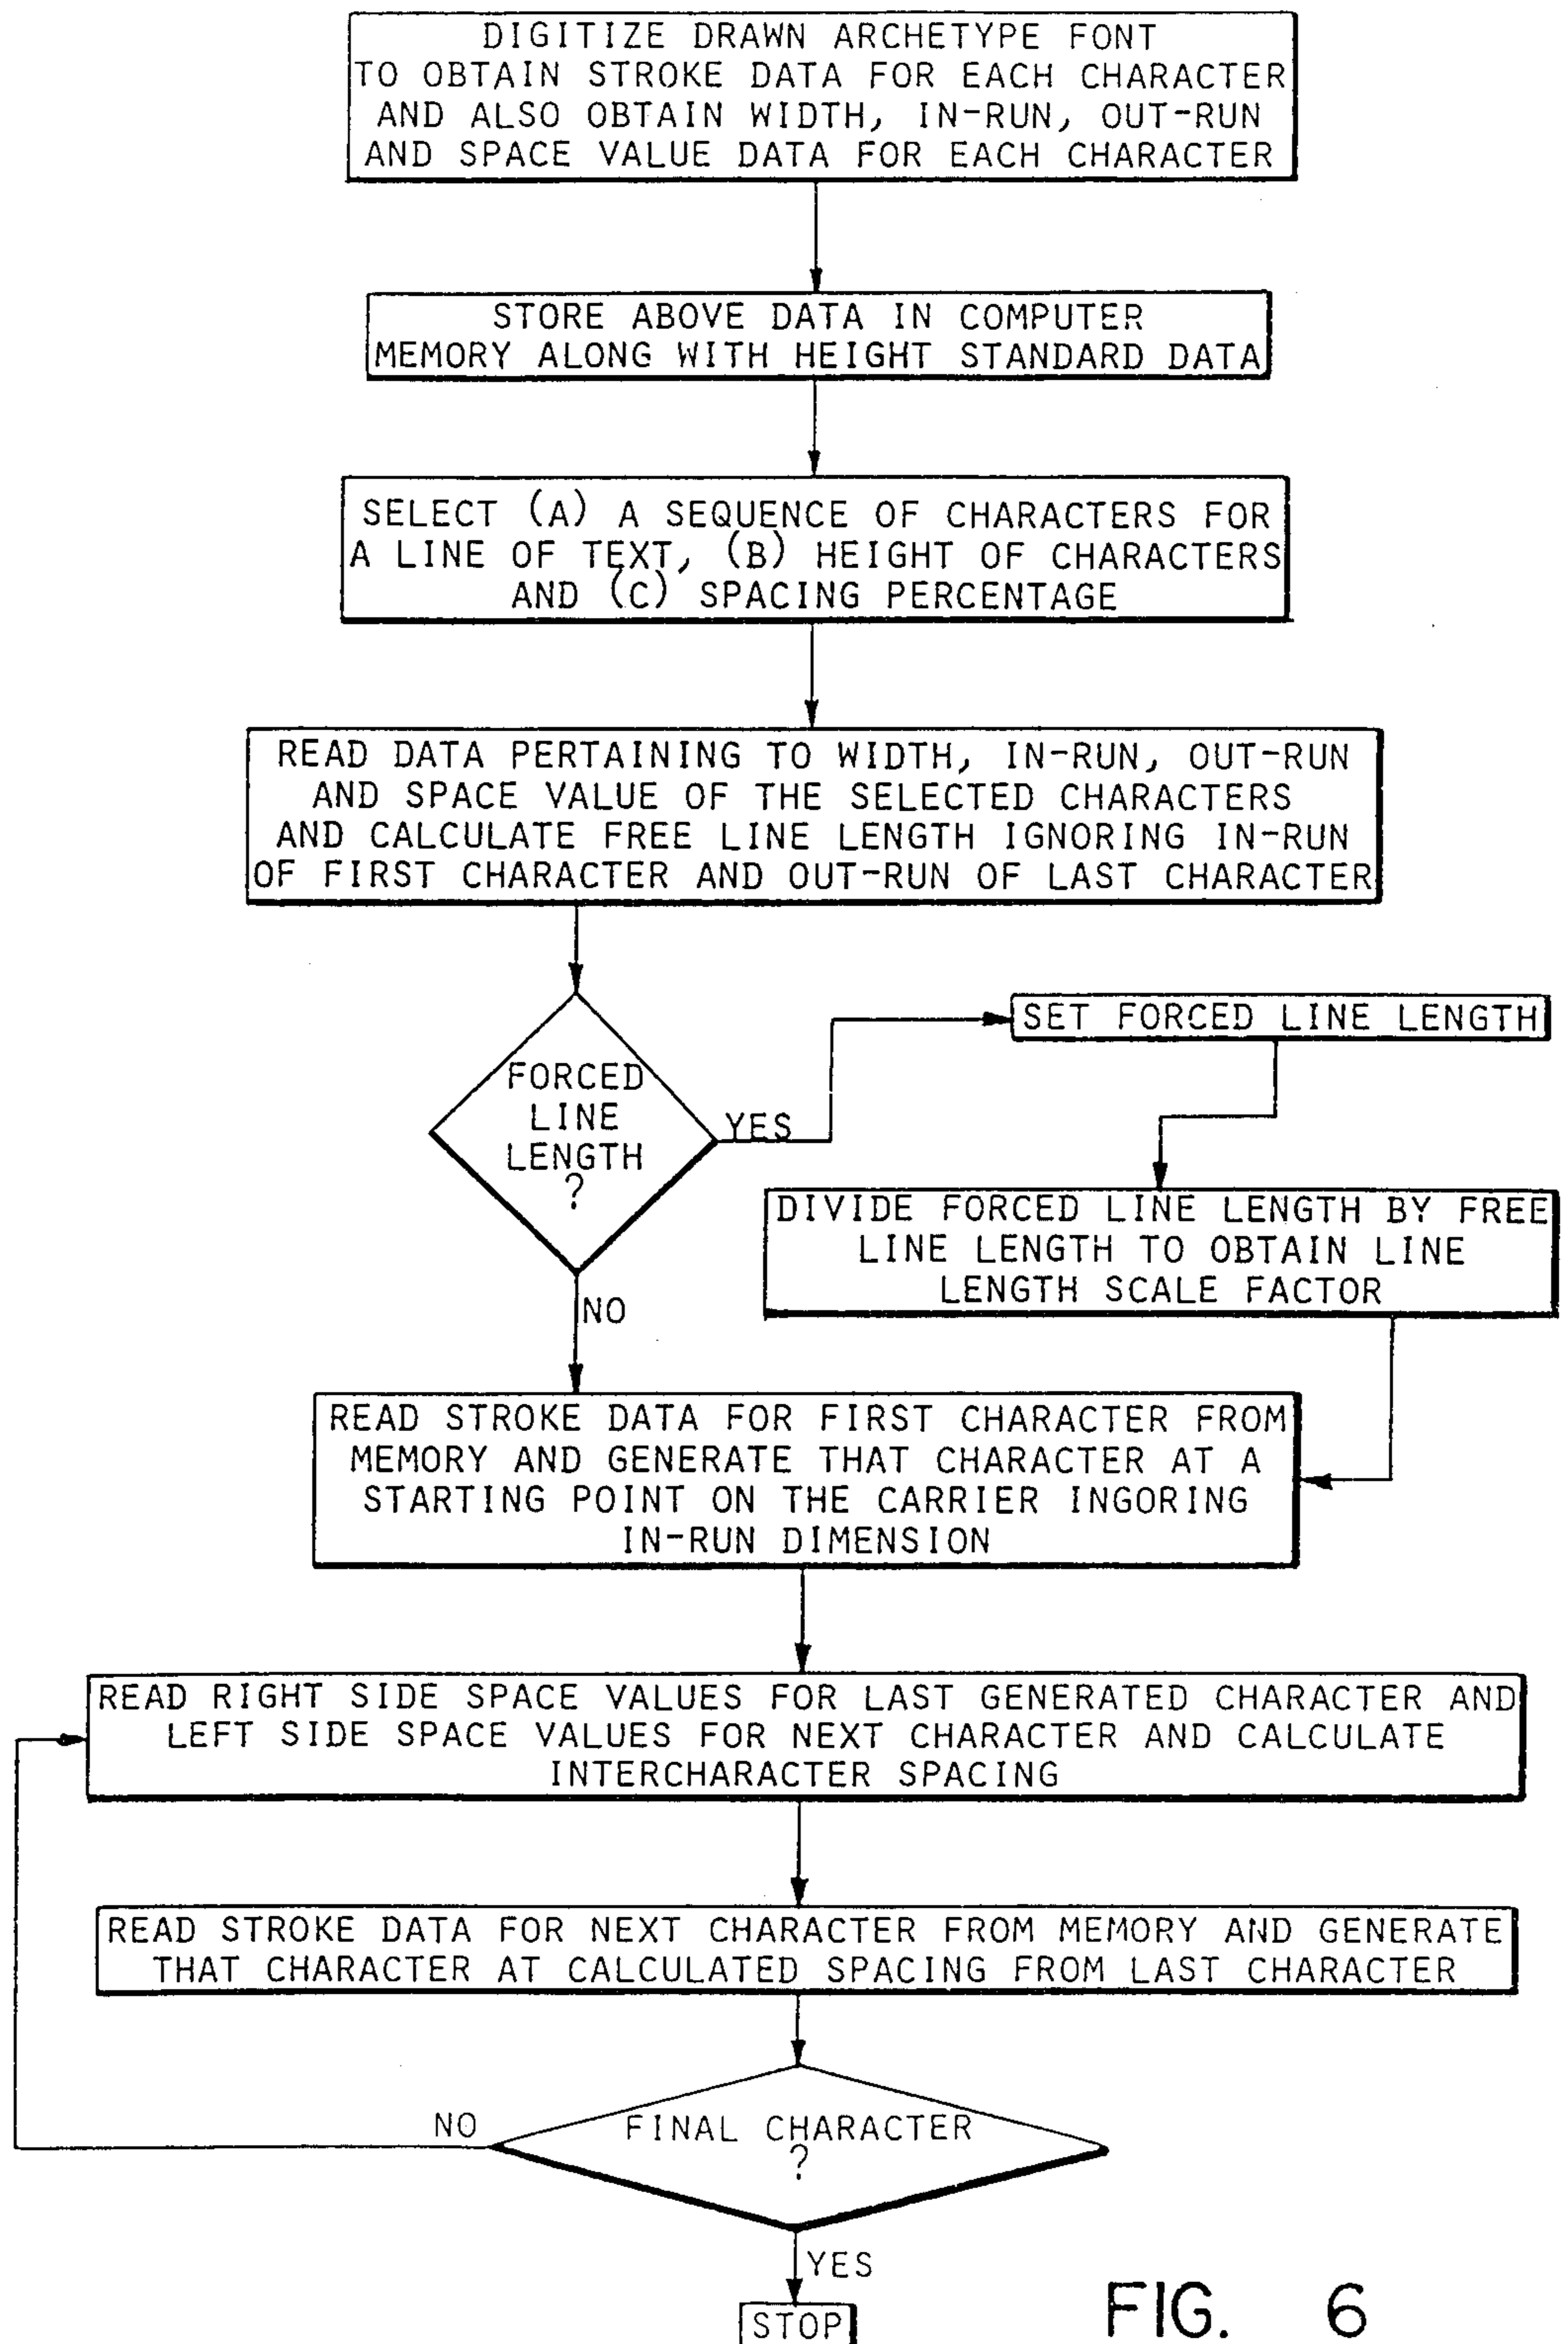 DIGITIZE DRAWN ARCHETYPE FONT
TO OBTAIN STROKE DATA FOR EACH CHARACTER
AND ALSO OBTAIN WIDTH, IN-RUN, OUT-RUN
AND SPACE VALUE DATA FOR EACH CHARACTER
STORE ABOVE DATA IN COMPUTER
MEMORY ALONG WITH HEIGHT STANDARD DATA
SELECT (A) A SEQUENCE OF CHARACTERS FOR
A LINE OF TEXT, (B) HEIGHT OF CHARACTERS
AND (C) SPACING PERCENTAGE
READ DATA PERTAINING TO WIDTH, IN-RUN, OUT-RUN
AND SPACE VALUE OF THE SELECTED CHARACTERS
AND CALCULATE FREE LINE LENGTH IGNORING IN-RUN
OF FIRST CHARACTER AND OUT-RUN OF LAST CHARACTER
FORCED
LINE
LENGTH
?
YES
SET FORCED LINE LENGTH
DIVIDE FORCED LINE LENGTH BY FREE
LINE LENGTH TO OBTAIN LINE
LENGTH SCALE FACTOR
NO
READ STROKE DATA FOR FIRST CHARACTER FROM
MEMORY AND GENERATE THAT CHARACTER AT A
STARTING POINT ON THE CARRIER INGORING
IN-RUN DIMENSION
READ RIGHT SIDE SPACE VALUES FOR LAST GENERATED CHARACTER AND
LEFT SIDE SPACE VALUES FOR NEXT CHARACTER AND CALCULATE
INTERCHARACTER SPACING
READ STROKE DATA FOR NEXT CHARACTER FROM MEMORY AND GENERATE
THAT CHARACTER AT CALCULATED SPACING FROM LAST CHARACTER
NO
FINAL CHARACTER
?
YES
STOP
FIG. 6